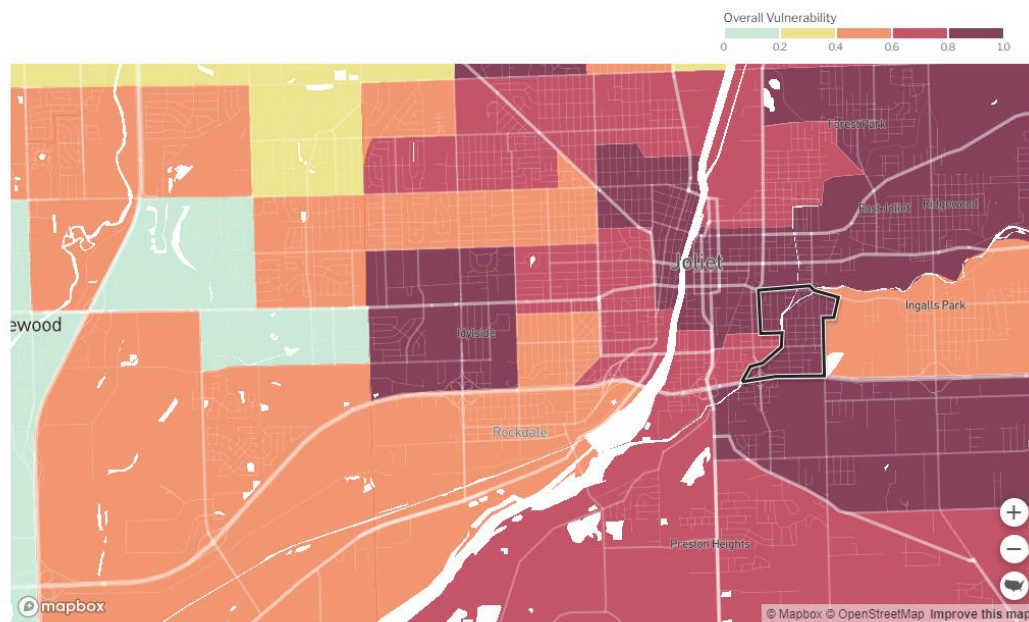 Overall Vulnerability
0 0.2 0.4 0.6 0.8 1.0
Forest Park
East Joliet
Ridgewood
Joliet
Ingalls Park
ewood
Idylside
Rockdale
Preston Heights
+
−
mapbox
© Mapbox © OpenStreetMap Improve this map